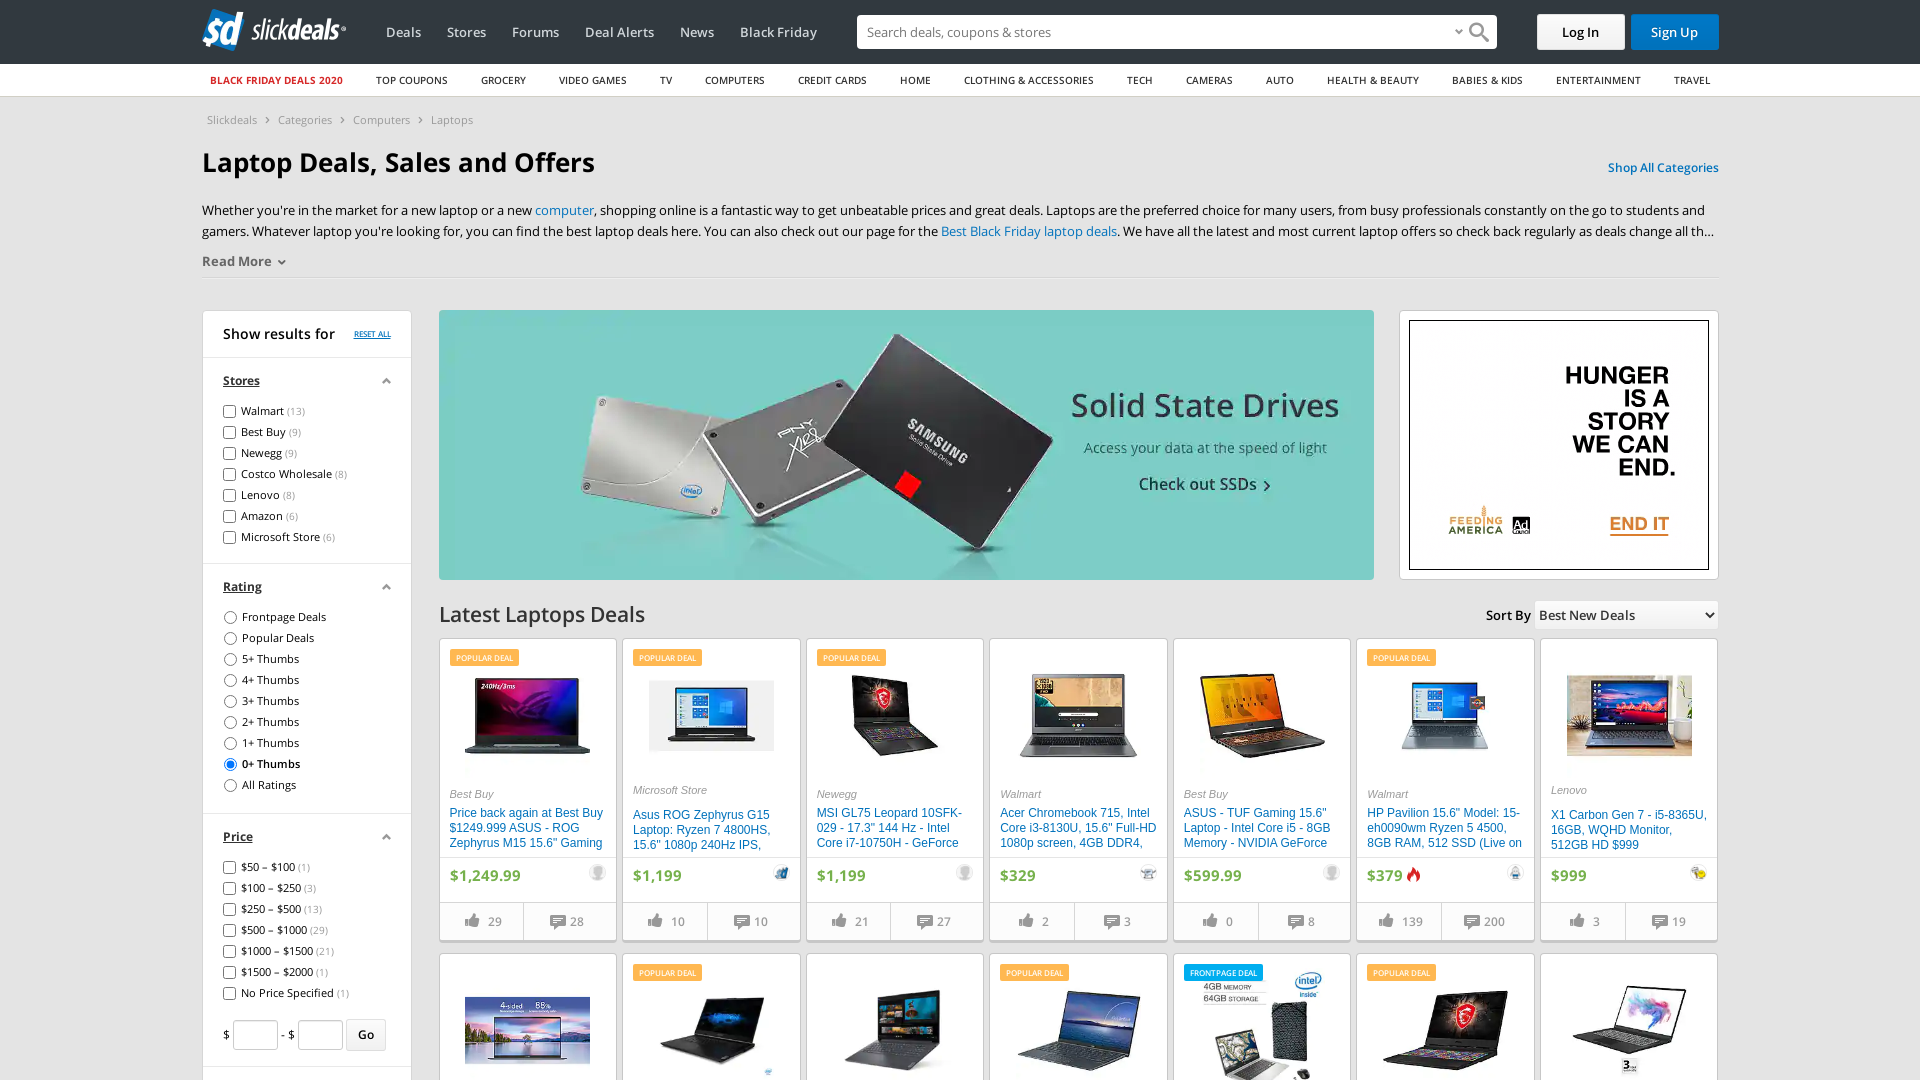 sd slickdeals
Deals Stores Forums Deal Alerts News Black Friday
Search deals, coupons & stores
Log In Sign Up
BLACK FRIDAY DEALS 2020 TOP COUPONS GROCERY VIDEO GAMES TV COMPUTERS CREDIT CARDS HOME CLOTHING & ACCESSORIES TECH CAMERAS AUTO HEALTH & BEAUTY BABIES & KIDS ENTERTAINMENT TRAVEL
Slickdeals > Categories > Computers > Laptops
Laptop Deals, Sales and Offers
Shop All Categories
Whether you're in the market for a new laptop or a new computer, shopping online is a fantastic way to get unbeatable prices and great deals. Laptops are the preferred choice for many users, from busy professionals constantly on the go to students and
gamers. Whatever laptop you're looking for, you can find the best laptop deals here. You can also check out our page for the Best Black Friday laptop deals. We have all the latest and most current laptop offers so check back regularly as deals change all th...
Read More
Show results for RESET ALL
Stores
Walmart (13)
Best Buy (9)
Newegg (9)
Costco Wholesale (8)
Lenovo (8)
Amazon (6)
Microsoft Store (6)
Rating
Frontpage Deals
Popular Deals
5+ Thumbs
4+ Thumbs
3+ Thumbs
2+ Thumbs
1+ Thumbs
0+ Thumbs
All Ratings
Price
$50 – $100 (1)
$100 – $250 (3)
$250 – $500 (13)
$500 – $1000 (29)
$1000 – $1500 (21)
$1500 – $2000 (1)
No Price Specified (1)
$ - $ Go
intel
PNY
SAMSUNG
Solid State Drive
Solid State Drives
Access your data at the speed of light
Check out SSDs >
HUNGER
IS A
STORY
WE CAN
END.
FEEDING
AMERICA
Ad
END IT
Latest Laptops Deals
Sort By Best New Deals
POPULAR DEAL
240Hz/3ms
Best Buy
Price back again at Best Buy
$1249.999 ASUS - ROG
Zephyrus M15 15.6" Gaming
$1,249.99
29 28
POPULAR DEAL
Microsoft Store
Asus ROG Zephyrus G15
Laptop: Ryzen 7 4800HS,
15.6" 1080p 240Hz IPS,
$1,199
10 10
POPULAR DEAL
Newegg
MSI GL75 Leopard 10SFK-
029 - 17.3" 144 Hz - Intel
Core i7-10750H - GeForce
$1,199
21 27
Walmart
Acer Chromebook 715, Intel
Core i3-8130U, 15.6" Full-HD
1080p screen, 4GB DDR4,
$329
2 3
Best Buy
ASUS - TUF Gaming 15.6"
Laptop - Intel Core i5 - 8GB
Memory - NVIDIA GeForce
$599.99
0 8
POPULAR DEAL
Walmart
HP Pavilion 15.6" Model: 15-
eh0090wm Ryzen 5 4500,
8GB RAM, 512 SSD (Live on
$379
139 200
Lenovo
X1 Carbon Gen 7 - i5-8365U,
16GB, WQHD Monitor,
512GB HD $999
$999
3 19
4-sided 88%
POPULAR DEAL
POPULAR DEAL
FRONTPAGE DEAL
4GB MEMORY
64GB STORAGE
intel
inside
POPULAR DEAL
3